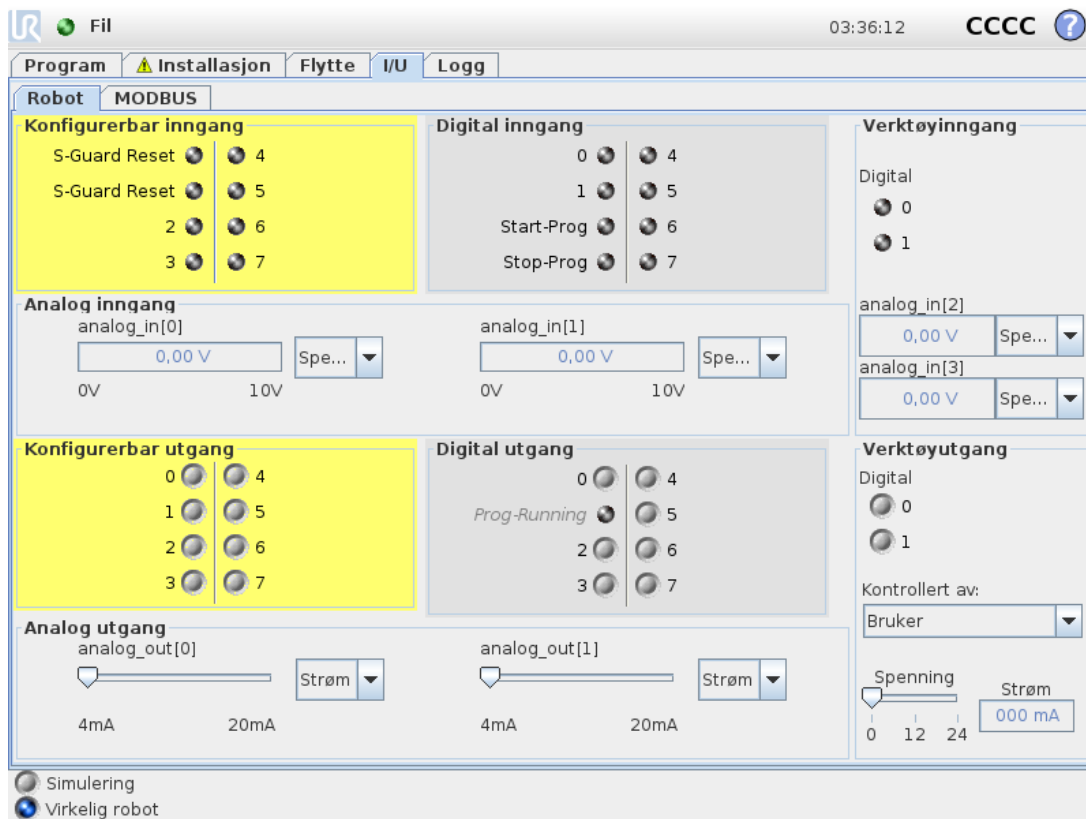 UR Fil 03:36:12 CCCC ?
Program Installasjon Flytte I/U Logg
Robot MODBUS
Konfigurerbar inngang
S-Guard Reset 4
S-Guard Reset 5
2 6
3 7
Digital inngang
0 4
1 5
Start-Prog 6
Stop-Prog 7
Verktøyinngang
Digital
0
1
Analog inngang
analog_in[0]
0,00 V Spe...
0V 10V
analog_in[1]
0,00 V Spe...
0V 10V
analog_in[2]
0,00 V Spe...
analog_in[3]
0,00 V Spe...
Konfigurerbar utgang
0 4
1 5
2 6
3 7
Digital utgang
0 4
Prog-Running 5
2 6
3 7
Verktøyutgang
Digital
0
1
Kontrollert av:
Bruker
Spenning
0 12 24
Strøm
000 mA
Analog utgang
analog_out[0]
Strøm
4mA 20mA
analog_out[1]
Strøm
4mA 20mA
Simulering
Virkelig robot